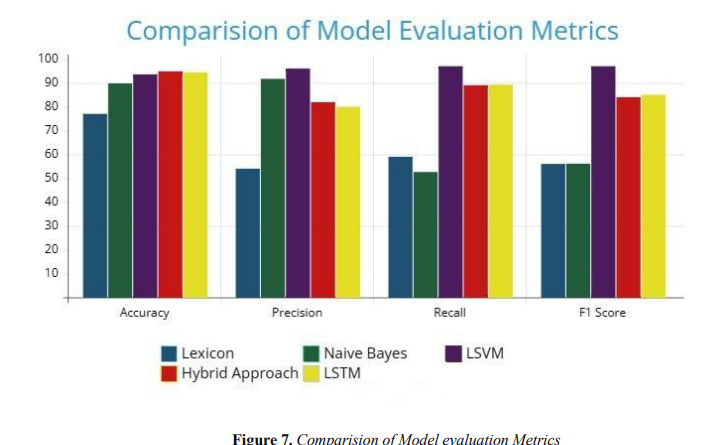 Comparision of Model Evaluation Metrics
100
90
80
70
60
50
40
30
20
10
Accuracy Precision Recall F1 Score
Lexicon Naive Bayes LSVM
Hybrid Approach LSTM
Figure 7. Comparision of Model evaluation Metrics